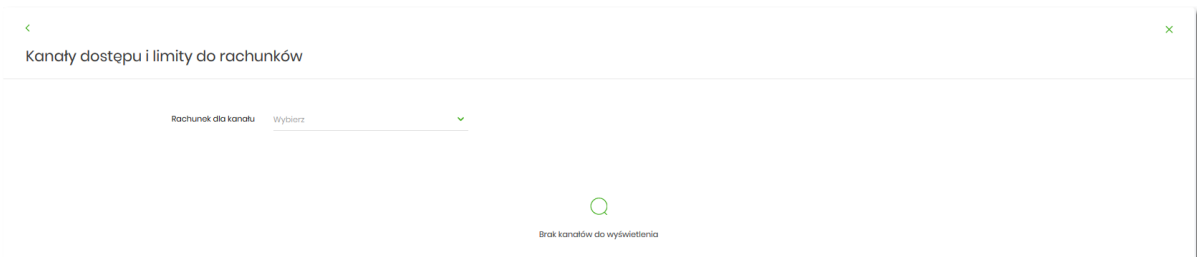 Kanały dostępu i limity do rachunków
Rachunek dla kanału Wybierz
Brak kanałów do wyświetlenia